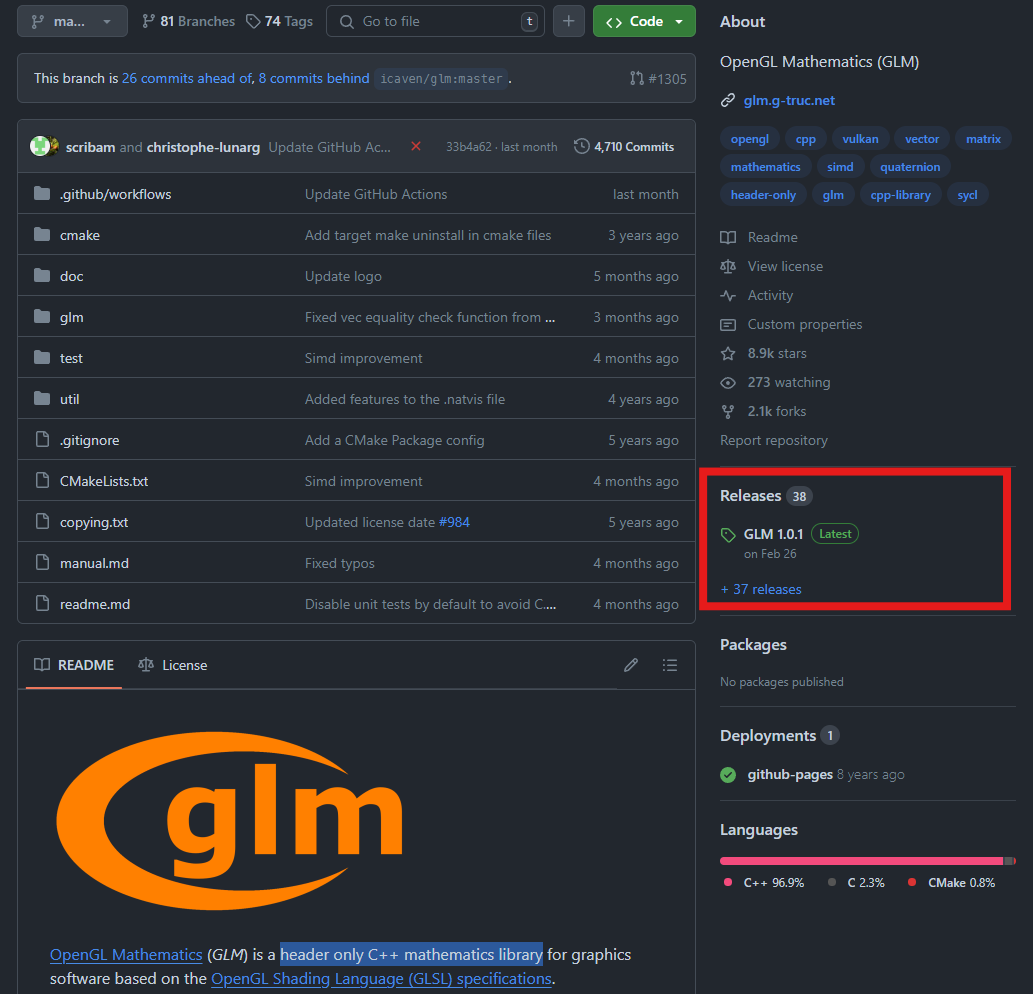 ma...
81 Branches
74 Tags
Go to file
t
Code
This branch is 26 commits ahead of, 8 commits behind icaven/glm:master .
#1305
scribam and christophe-lunarg Update GitHub Ac... 33b4a62 · last month 4,710 Commits
.github/workflows Update GitHub Actions last month
cmake Add target make uninstall in cmake files 3 years ago
doc Update logo 5 months ago
glm Fixed vec equality check function from ... 3 months ago
test Simd improvement 4 months ago
util Added features to the .natvis file 4 years ago
.gitignore Add a CMake Package config 5 years ago
CMakeLists.txt Simd improvement 4 months ago
copying.txt Updated license date #984 5 years ago
manual.md Fixed typos 4 months ago
readme.md Disable unit tests by default to avoid C.... 4 months ago
README License
glm
OpenGL Mathematics (GLM) is a header only C++ mathematics library for graphics
software based on the OpenGL Shading Language (GLSL) specifications.
About
OpenGL Mathematics (GLM)
glm.g-truc.net
opengl cpp vulkan vector matrix
mathematics simd quaternion
header-only glm cpp-library sycl
Readme
View license
Activity
Custom properties
8.9k stars
273 watching
2.1k forks
Report repository
Releases 38
GLM 1.0.1 Latest
on Feb 26
+ 37 releases
Packages
No packages published
Deployments 1
github-pages 8 years ago
Languages
C++ 96.9% C 2.3% CMake 0.8%